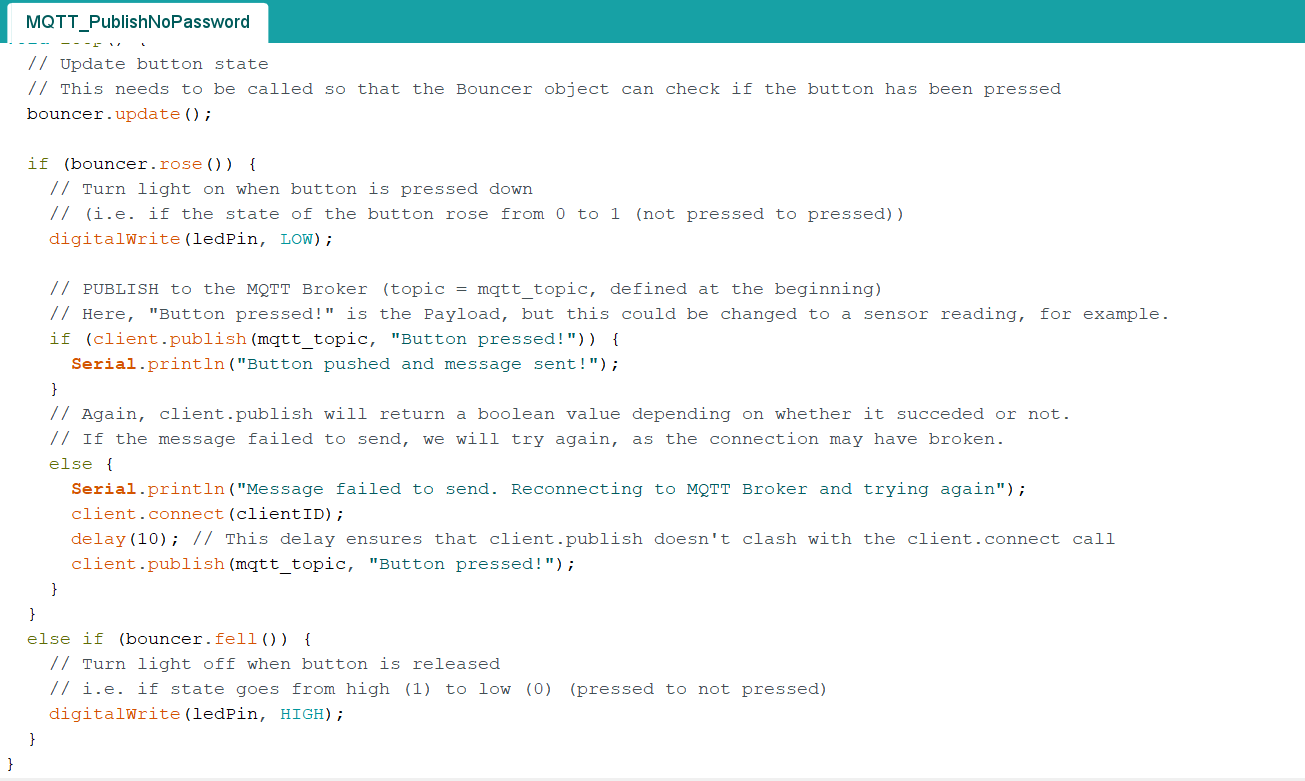 MQTT_PublishNoPassword
// Update button state
// This needs to be called so that the Bouncer object can check if the button has been pressed
bouncer.update();
if (bouncer.rose()) {
// Turn light on when button is pressed down
// (i.e. if the state of the button rose from 0 to 1 (not pressed to pressed))
digitalWrite(ledPin, LOW);
// PUBLISH to the MQTT Broker (topic = mqtt_topic, defined at the beginning)
// Here, "Button pressed!" is the Payload, but this could be changed to a sensor reading, for example.
if (client.publish(mqtt_topic, "Button pressed!")) {
Serial.println("Button pushed and message sent!");
}
// Again, client.publish will return a boolean value depending on whether it succeded or not.
// If the message failed to send, we will try again, as the connection may have broken.
else {
Serial.println("Message failed to send. Reconnecting to MQTT Broker and trying again");
client.connect(clientID);
delay(10); // This delay ensures that client.publish doesn't clash with the client.connect call
client.publish(mqtt_topic, "Button pressed!");
}
}
else if (bouncer.fell()) {
// Turn light off when button is released
// i.e. if state goes from high (1) to low (0) (pressed to not pressed)
digitalWrite(ledPin, HIGH);
}
}